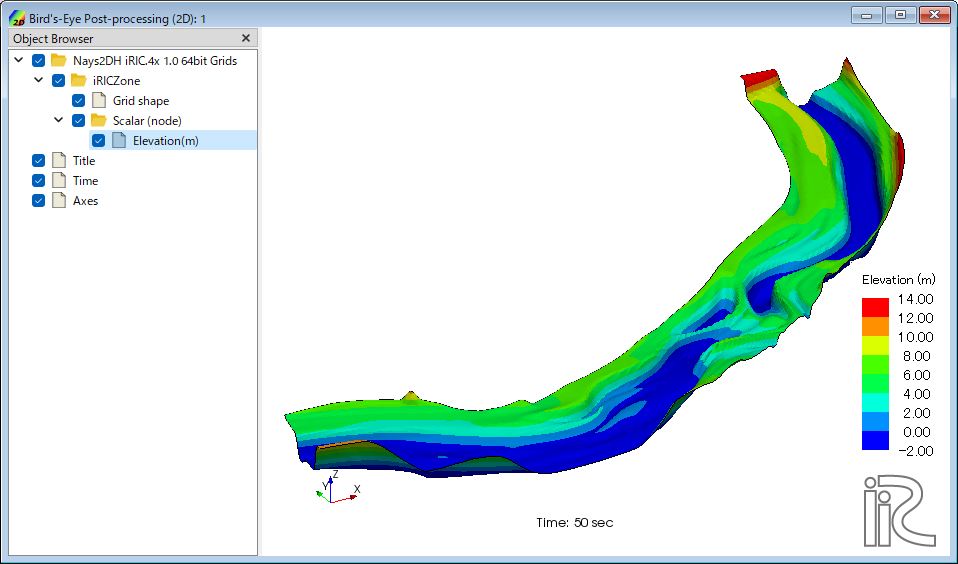 Bird's-Eye Post-processing (2D): 1
Object Browser
Nays2DH iRIC.4x 1.0 64bit Grids
iRICZone
Grid shape
Scalar (node)
Elevation(m)
Title
Time
Axes
Elevation (m)
14.00
12.00
10.00
8.00
6.00
4.00
2.00
0.00
-2.00
Z
Y
X
Time: 50 sec
iRIC